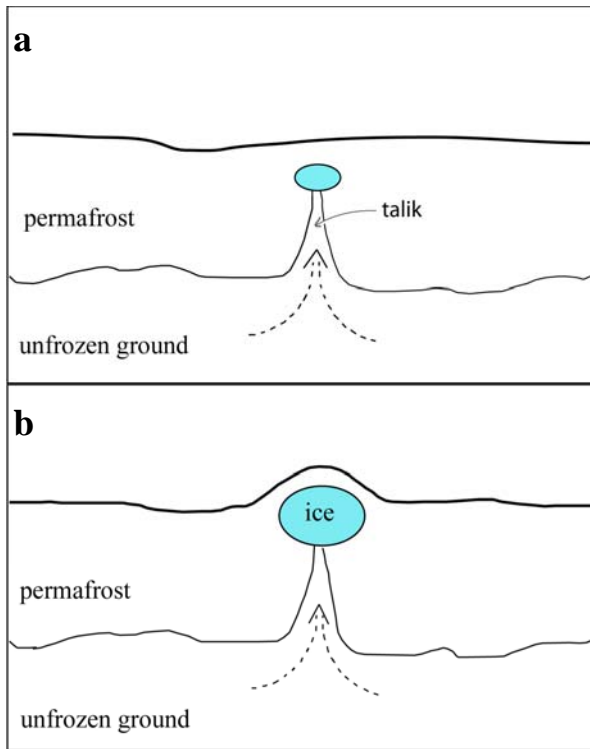 a
talik
permafrost
unfrozen ground
b
ice
permafrost
unfrozen ground